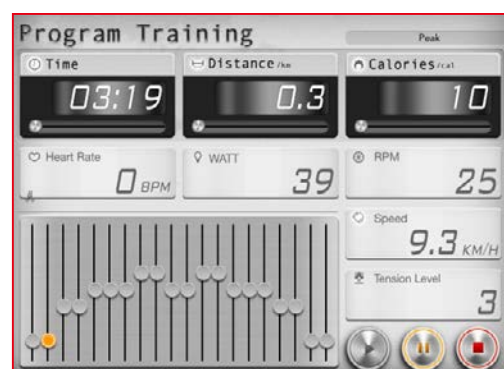 Program Training
Peak
Time
Distance /km
Calories /cal
03:19
0.3
10
Heart Rate
0 BPM
WATT
39
RPM
25
Speed
9.3 KM/H
Tension Level
3